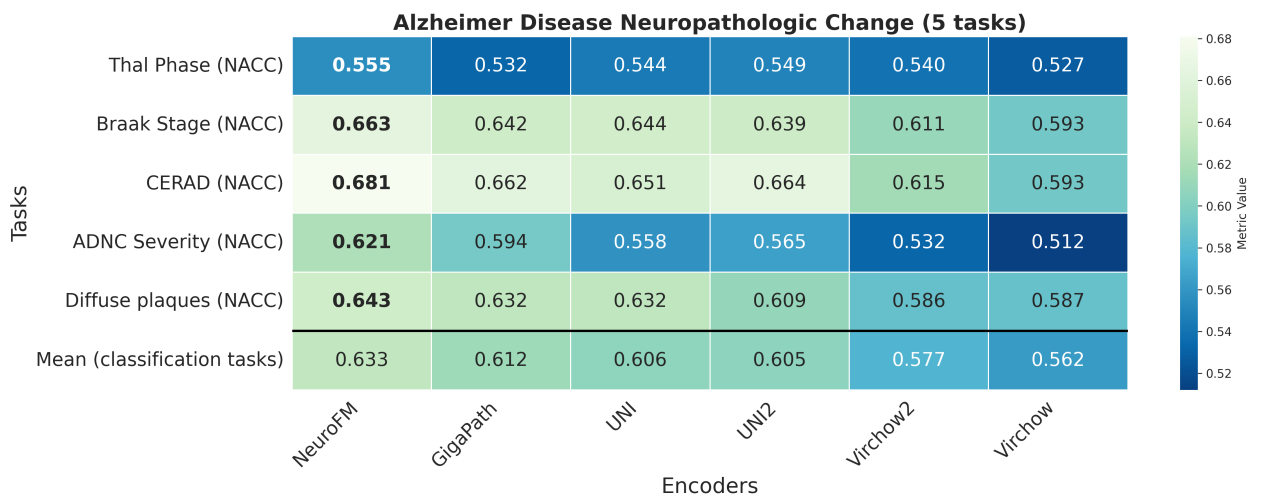 Alzheimer Disease Neuropathologic Change (5 tasks)
Thal Phase (NACC) 0.555 0.532 0.544 0.549 0.540 0.527
Braak Stage (NACC) 0.663 0.642 0.644 0.639 0.611 0.593
CERAD (NACC) 0.681 0.662 0.651 0.664 0.615 0.593
ADNC Severity (NACC) 0.621 0.594 0.558 0.565 0.532 0.512
Diffuse plaques (NACC) 0.643 0.632 0.632 0.609 0.586 0.587
Mean (classification tasks) 0.633 0.612 0.606 0.605 0.577 0.562
NeuroFM GigaPath UNI UNI2 Virchow2 Virchow
Encoders
Tasks
0.68
0.66
0.64
0.62
0.60
0.58
0.56
0.54
0.52
Metric Value